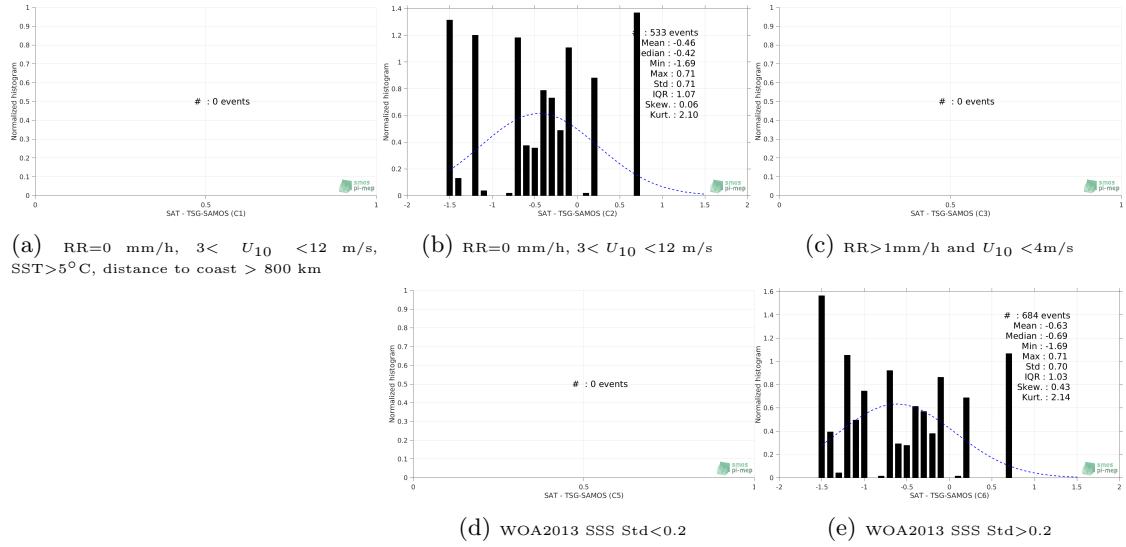 1
0.9
0.8
0.7
0.6
0.5
0.4
0.3
0.2
0.1
0
Normalized histogram
# : 0 events
smos
pi-mep
0 0.5 1
SAT - TSG-SAMOS (C1)
(a) RR=0 mm/h, 3< U10 <12 m/s,
SST>5°C, distance to coast > 800 km
1.4
1.2
1
0.8
0.6
0.4
0.2
0
Normalized histogram
# : 533 events
Mean : -0.46
edian : -0.42
Min : -1.69
Max : 0.71
Std : 0.71
IQR : 1.07
Skew. : 0.06
Kurt. : 2.10
smos
pi-mep
-2 -1.5 -1 -0.5 0 0.5 1 1.5 2
SAT - TSG-SAMOS (C2)
(b) RR=0 mm/h, 3< U10 <12 m/s
1
0.9
0.8
0.7
0.6
0.5
0.4
0.3
0.2
0.1
0
Normalized histogram
# : 0 events
smos
pi-mep
0 0.5 1
SAT - TSG-SAMOS (C3)
(c) RR>1mm/h and U10 <4m/s
1
0.9
0.8
0.7
0.6
0.5
0.4
0.3
0.2
0.1
0
Normalized histogram
# : 0 events
smos
pi-mep
0 0.5 1
SAT - TSG-SAMOS (C5)
(d) WOA2013 SSS Std<0.2
1.6
1.4
1.2
1
0.8
0.6
0.4
0.2
0
Normalized histogram
# : 684 events
Mean : -0.63
Median : -0.69
Min : -1.69
Max : 0.71
Std : 0.70
IQR : 1.03
Skew. : 0.43
Kurt. : 2.14
smos
pi-mep
-2 -1.5 -1 -0.5 0 0.5 1 1.5 2
SAT - TSG-SAMOS (C6)
(e) WOA2013 SSS Std>0.2